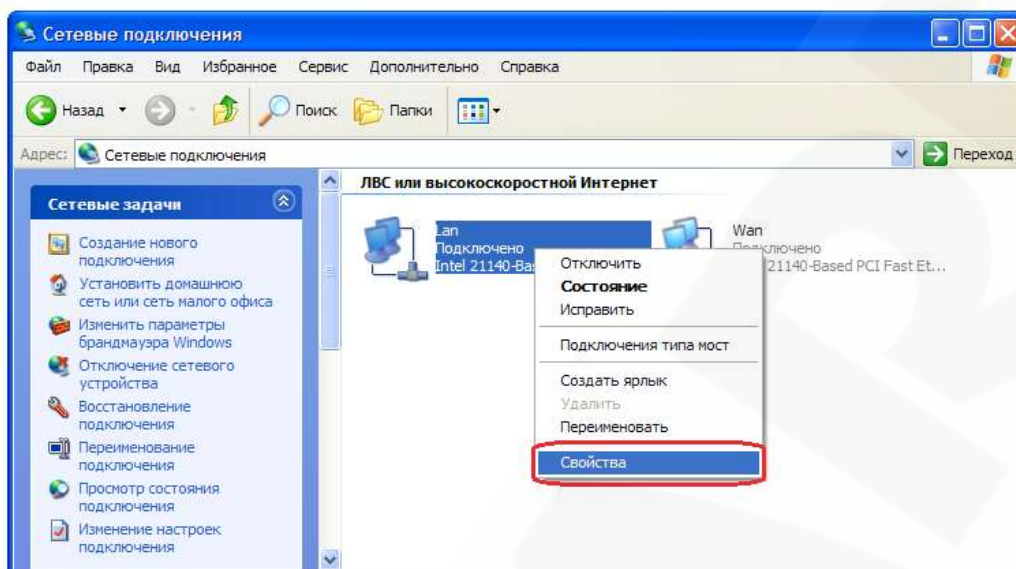 Сетевые подключения
Файл Правка Вид Избранное Сервис Дополнительно Справка
Назад Поиск Папки
Адрес: Сетевые подключения Переход
Сетевые задачи
Создание нового
подключения
Установить домашнюю
сеть или сеть малого офиса
Изменить параметры
брандмауэра Windows
Отключение сетевого
устройства
Восстановление
подключения
Переименование
подключения
Просмотр состояния
подключения
Изменение настроек
подключения
ЛВС или высокоскоростной Интернет
Lan
Подключено
Intel 21140-Ba
Wan
Подключено
21140-Based PCI Fast Et...
Отключить
Состояние
Исправить
Подключения типа мост
Создать ярлык
Удалить
Переименовать
Свойства